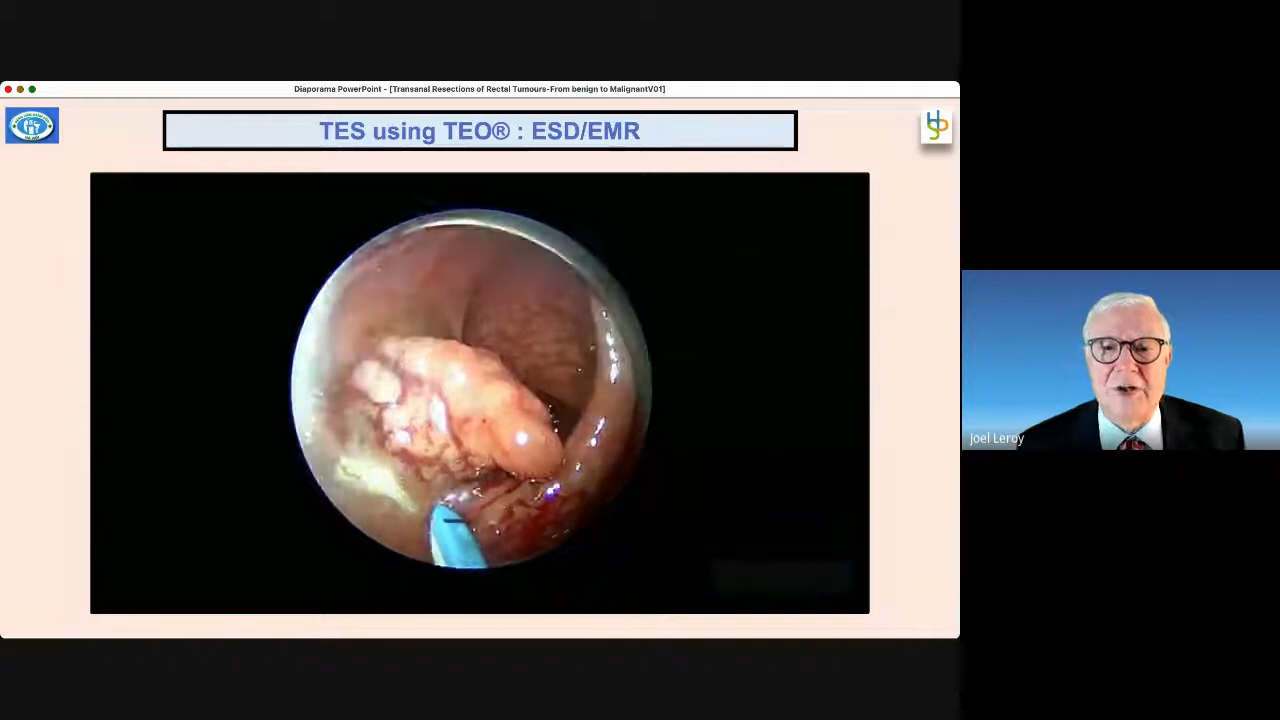 Diaporama PowerPoint - [Transanal Resections of Rectal Tumours-From benign to MalignantV01]
TES using TEO® : ESD/EMR
Joel Leroy